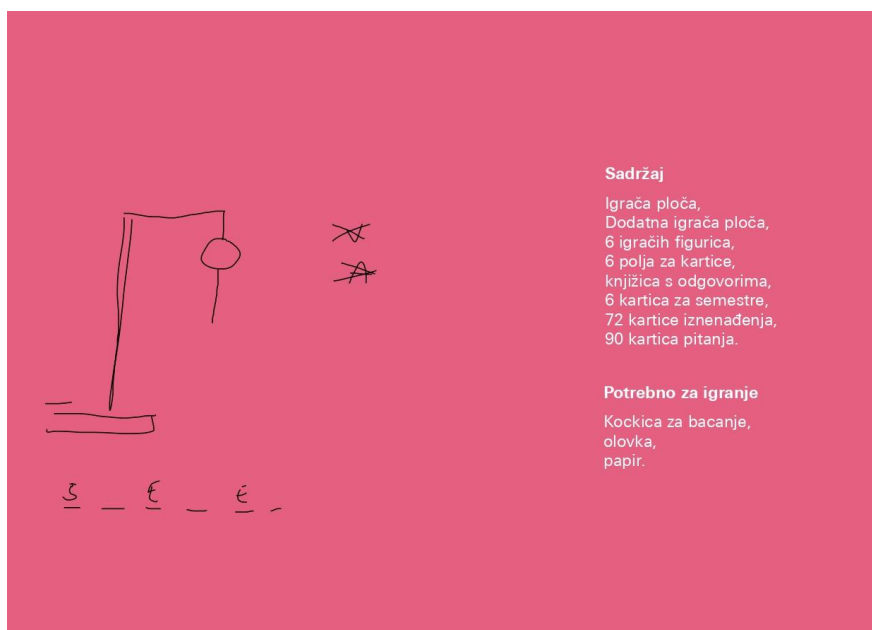 Sadržaj
Igrača ploča,
Dodatna igrača ploča,
6 igračih figurica,
6 polja za kartice,
knjižica s odgovorima,
6 kartica za semestre,
72 kartice iznenađenja,
90 kartica pitanja.
Potrebno za igranje
Kockica za bacanje,
olovka,
papir.
S _ E _ E _